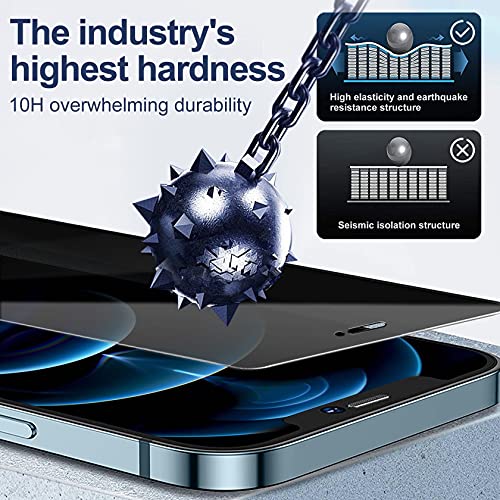 The industry's
highest hardness
10H overwhelming durability
High elasticity and earthquake
resistance structure
Seismic isolation structure